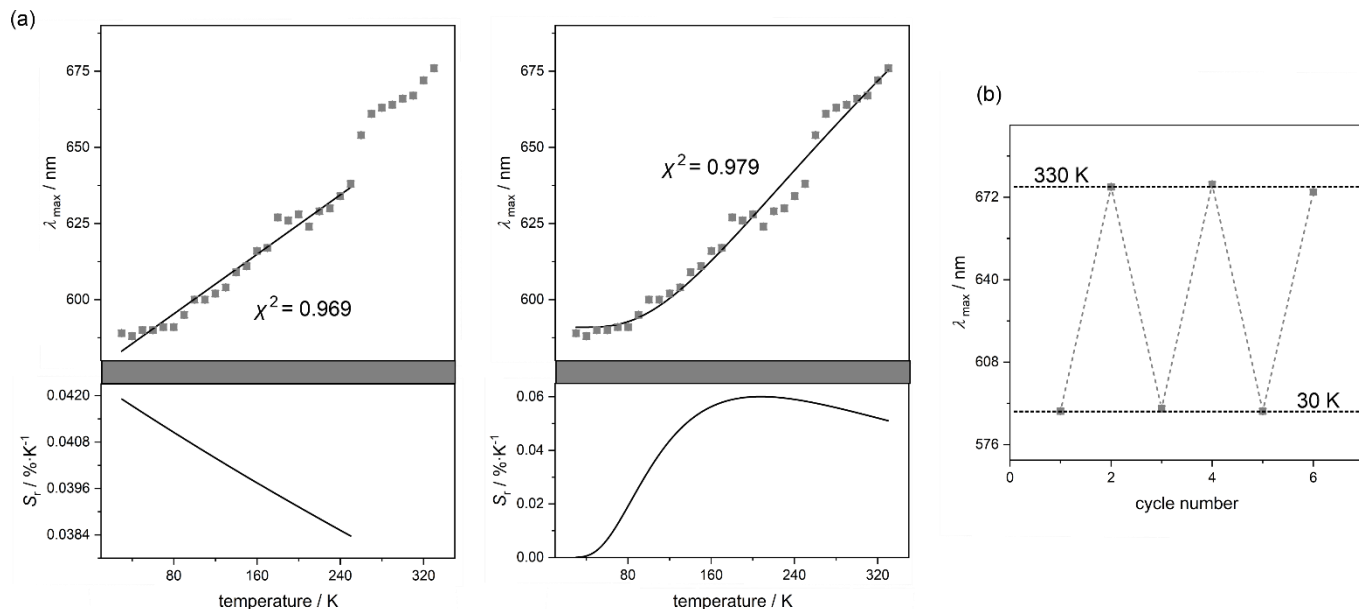 (a)
675
650
625
600
λmax / nm
χ² = 0.969
0.0420
0.0408
0.0396
0.0384
Sr / %·K⁻¹
80 160 240 320
temperature / K
675
650
625
600
λmax / nm
χ² = 0.979
0.06
0.04
0.02
0.00
Sr / %·K⁻¹
80 160 240 320
temperature / K
(b)
672
640
608
576
λmax / nm
330 K
30 K
0 2 4 6
cycle number